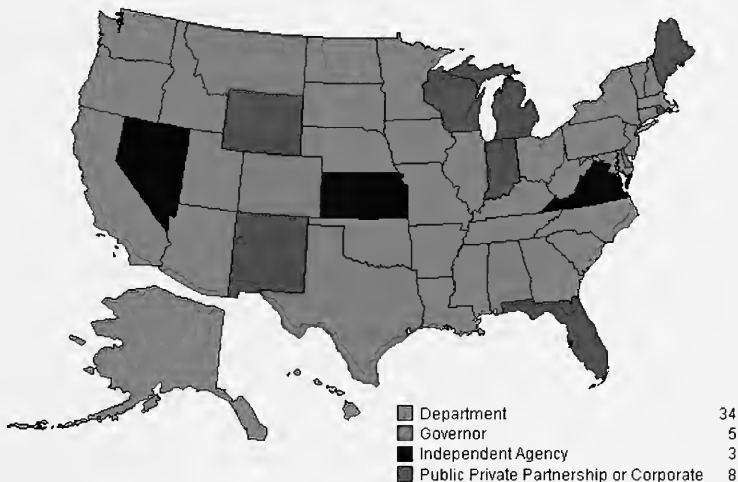 Department 34
Governor 5
Independent Agency 3
Public Private Partnership or Corporate 8